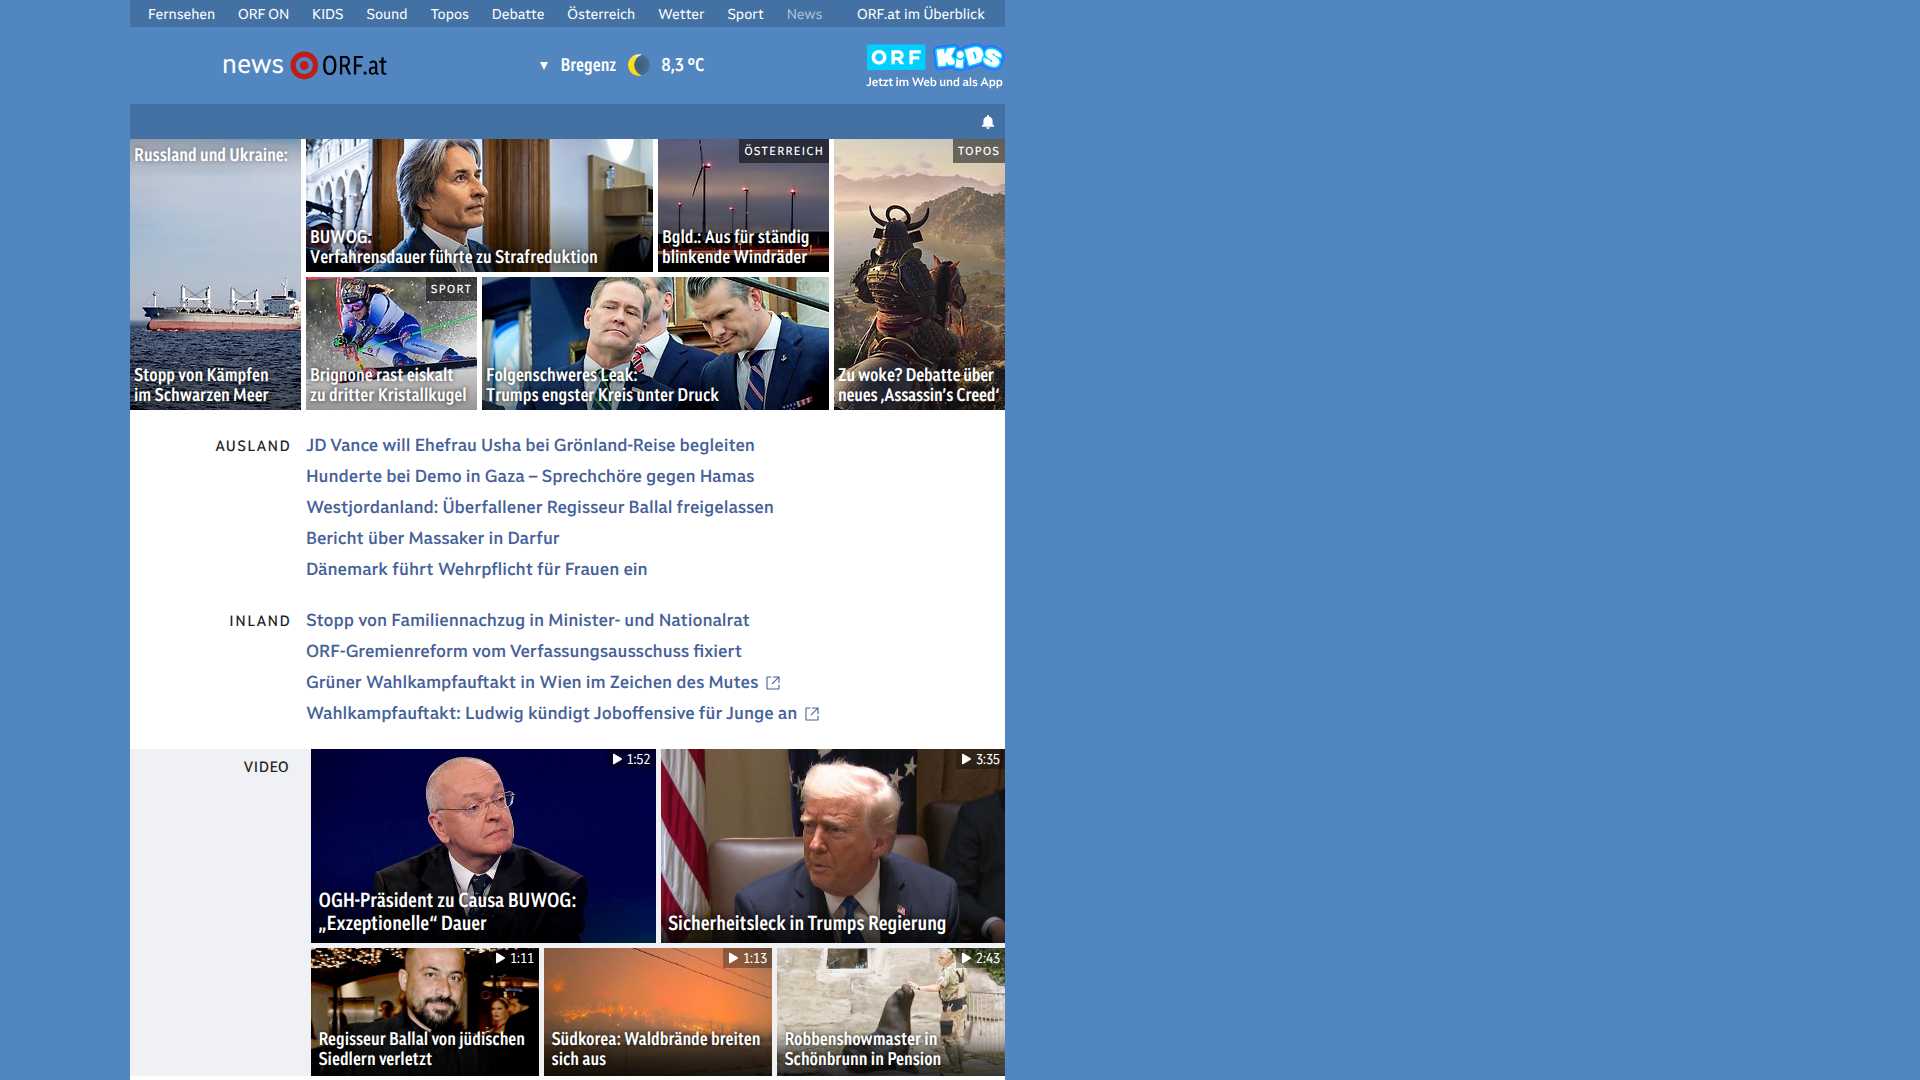 Fernsehen ORF ON KIDS Sound Topos Debatte Österreich Wetter Sport News ORF.at im Überblick
news ORF.at
▼ Bregenz 8,3 °C
ORF KiDS
Jetzt im Web und als App
Russland und Ukraine:
Stopp von Kämpfen
im Schwarzen Meer
BUWOG:
Verfahrensdauer führte zu Strafreduktion
ÖSTERREICH
Bgld.: Aus für ständig
blinkende Windräder
TOPOS
Zu woke? Debatte über
neues ‚Assassin’s Creed‘
SPORT
Brignone rast eiskalt
zu dritter Kristallkugel
Folgenschweres Leak:
Trumps engster Kreis unter Druck
AUSLAND
JD Vance will Ehefrau Usha bei Grönland-Reise begleiten
Hunderte bei Demo in Gaza – Sprechchöre gegen Hamas
Westjordanland: Überfallener Regisseur Ballal freigelassen
Bericht über Massaker in Darfur
Dänemark führt Wehrpflicht für Frauen ein
INLAND
Stopp von Familiennachzug in Minister- und Nationalrat
ORF-Gremienreform vom Verfassungsausschuss fixiert
Grüner Wahlkampfauftakt in Wien im Zeichen des Mutes
Wahlkampfauftakt: Ludwig kündigt Joboffensive für Junge an
VIDEO
1:52
OGH-Präsident zu Causa BUWOG:
„Exzeptionelle“ Dauer
3:35
Sicherheitsleck in Trumps Regierung
1:11
Regisseur Ballal von jüdischen
Siedlern verletzt
1:13
Südkorea: Waldbrände breiten
sich aus
2:43
Robbenshowmaster in
Schönbrunn in Pension